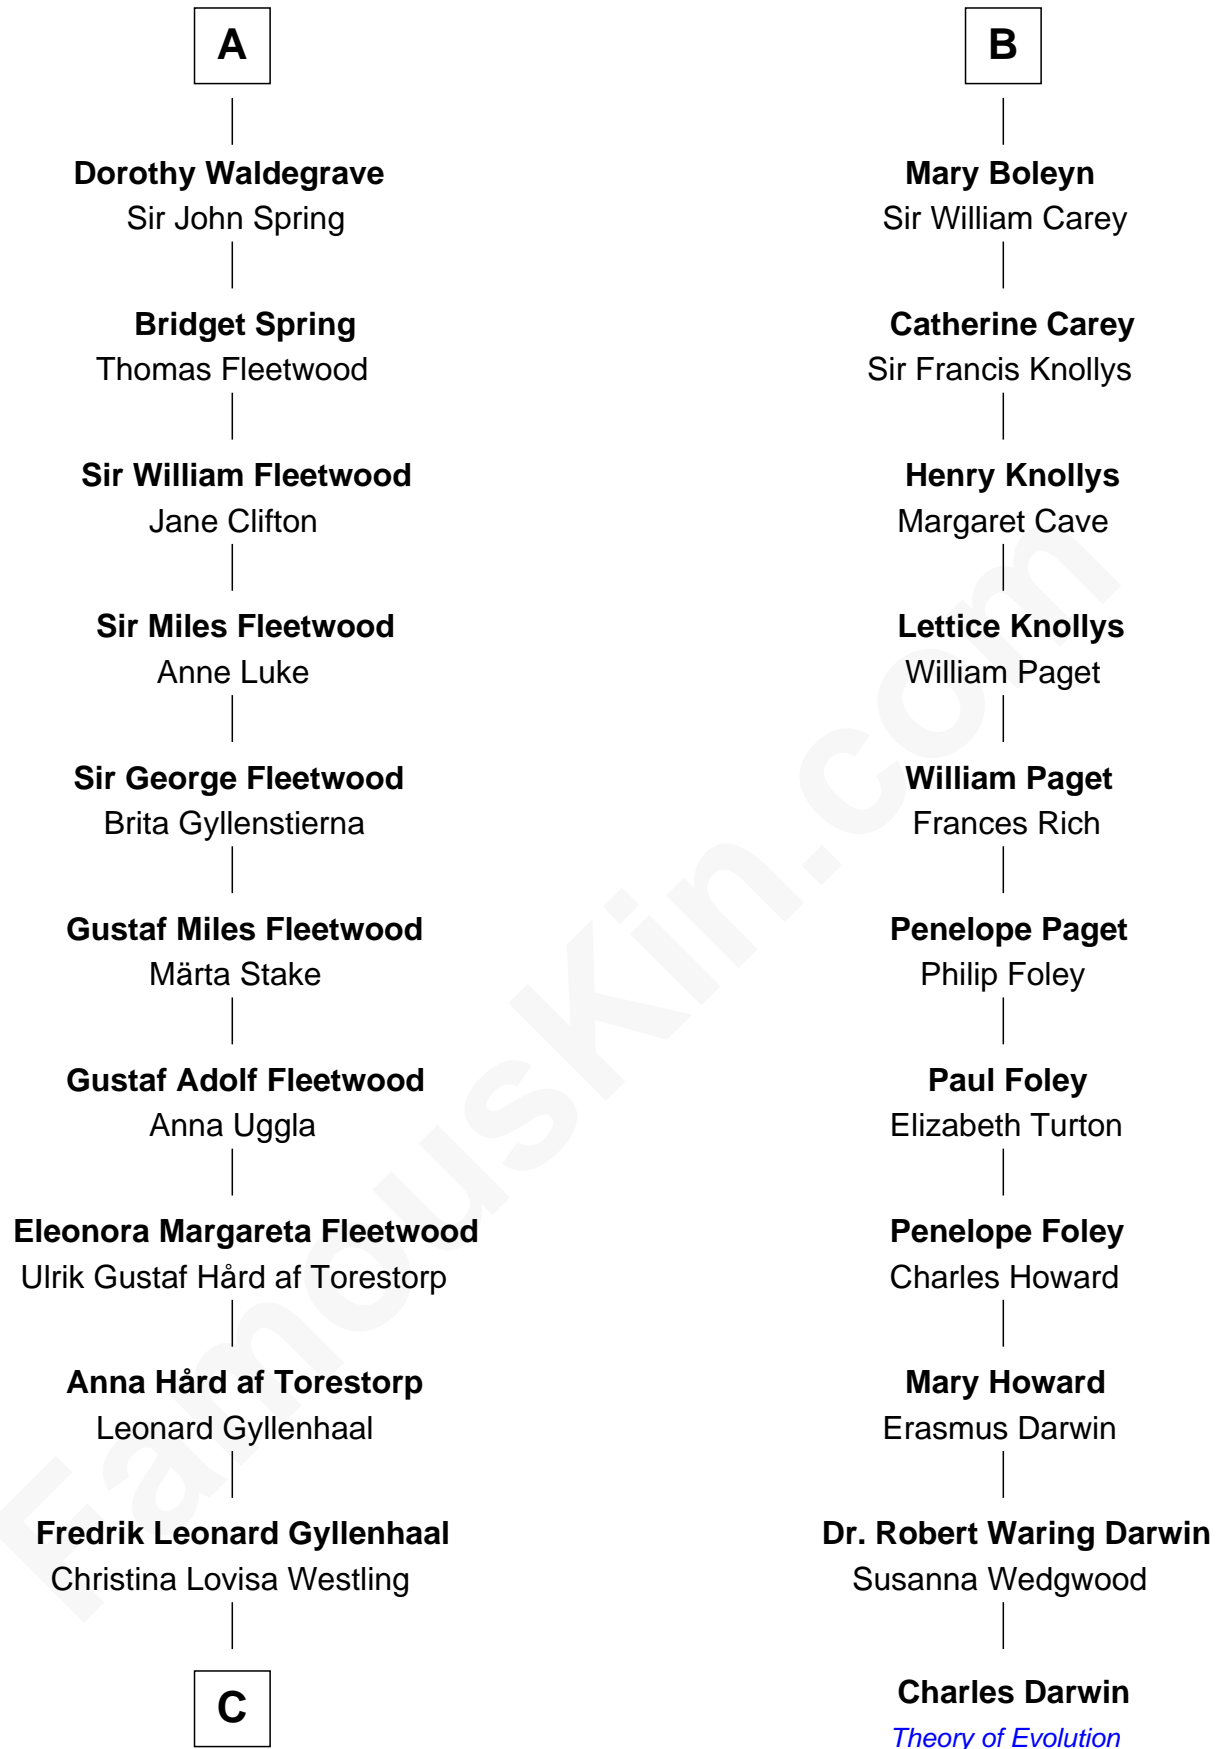 A
Dorothy Waldegrave
Sir John Spring
Bridget Spring
Thomas Fleetwood
Sir William Fleetwood
Jane Clifton
Sir Miles Fleetwood
Anne Luke
Sir George Fleetwood
Brita Gyllenstierna
Gustaf Miles Fleetwood
Märta Stake
Gustaf Adolf Fleetwood
Anna Uggla
Eleonora Margareta Fleetwood
Ulrik Gustaf Hård af Torestorp
Anna Hård af Torestorp
Leonard Gyllenhaal
Fredrik Leonard Gyllenhaal
Christina Lovisa Westling
C
B
Mary Boleyn
Sir William Carey
Catherine Carey
Sir Francis Knollys
Henry Knollys
Margaret Cave
Lettice Knollys
William Paget
William Paget
Frances Rich
Penelope Paget
Philip Foley
Paul Foley
Elizabeth Turton
Penelope Foley
Charles Howard
Mary Howard
Erasmus Darwin
Dr. Robert Waring Darwin
Susanna Wedgwood
Charles Darwin
Theory of Evolution
FamousKin.com